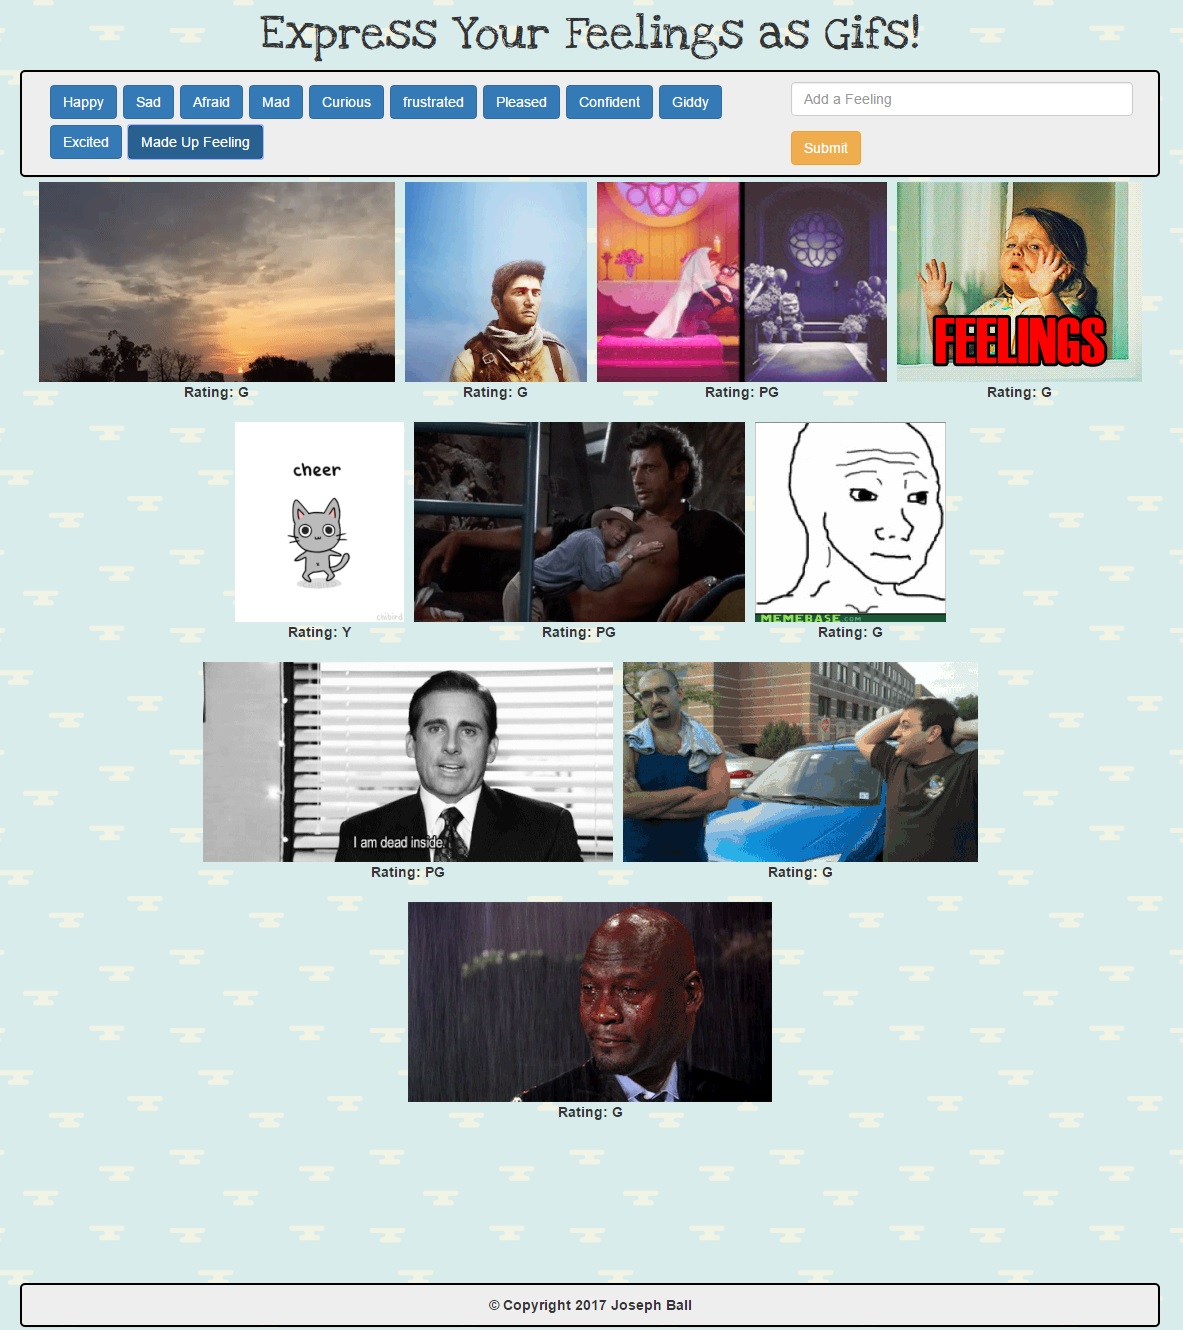 Express Your Feelings as Gifs!
Happy Sad Afraid Mad Curious frustrated Pleased Confident Giddy
Excited Made Up Feeling
Add a Feeling
Submit
FEELINGS
Rating: G Rating: G Rating: PG Rating: G
cheer
chibird
MEMEBASE.COM
Rating: Y Rating: PG Rating: G
I am dead inside.
Rating: PG Rating: G
Rating: G
© Copyright 2017 Joseph Ball